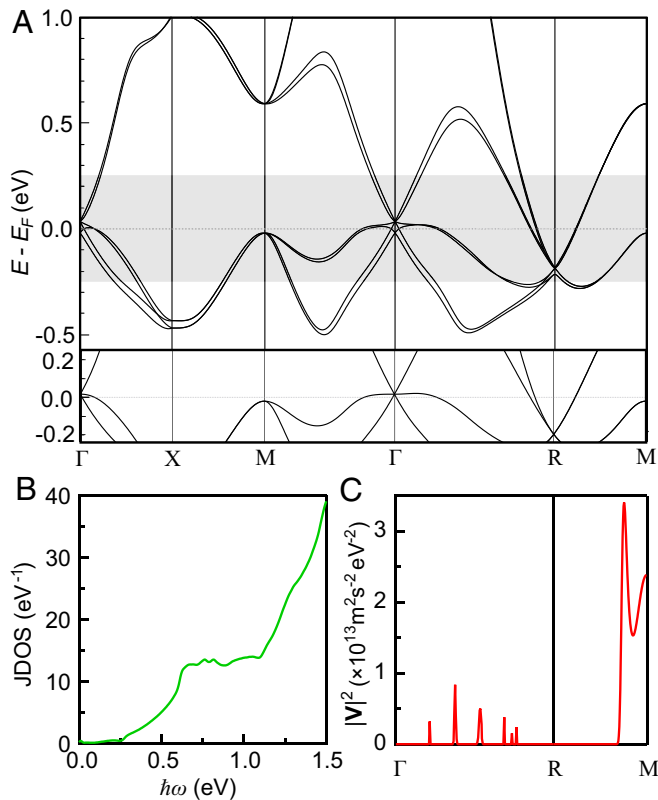 A
1.0
0.5
0.0
-0.5
E - E_F (eV)
0.2
0.0
-0.2
Γ X M Γ R M
B
40
30
20
10
0
JDOS (eV⁻¹)
0.0 0.5 1.0 1.5
ħω (eV)
C
3
2
1
0
|V|² (×10¹³m²s⁻² eV⁻²)
Γ R M